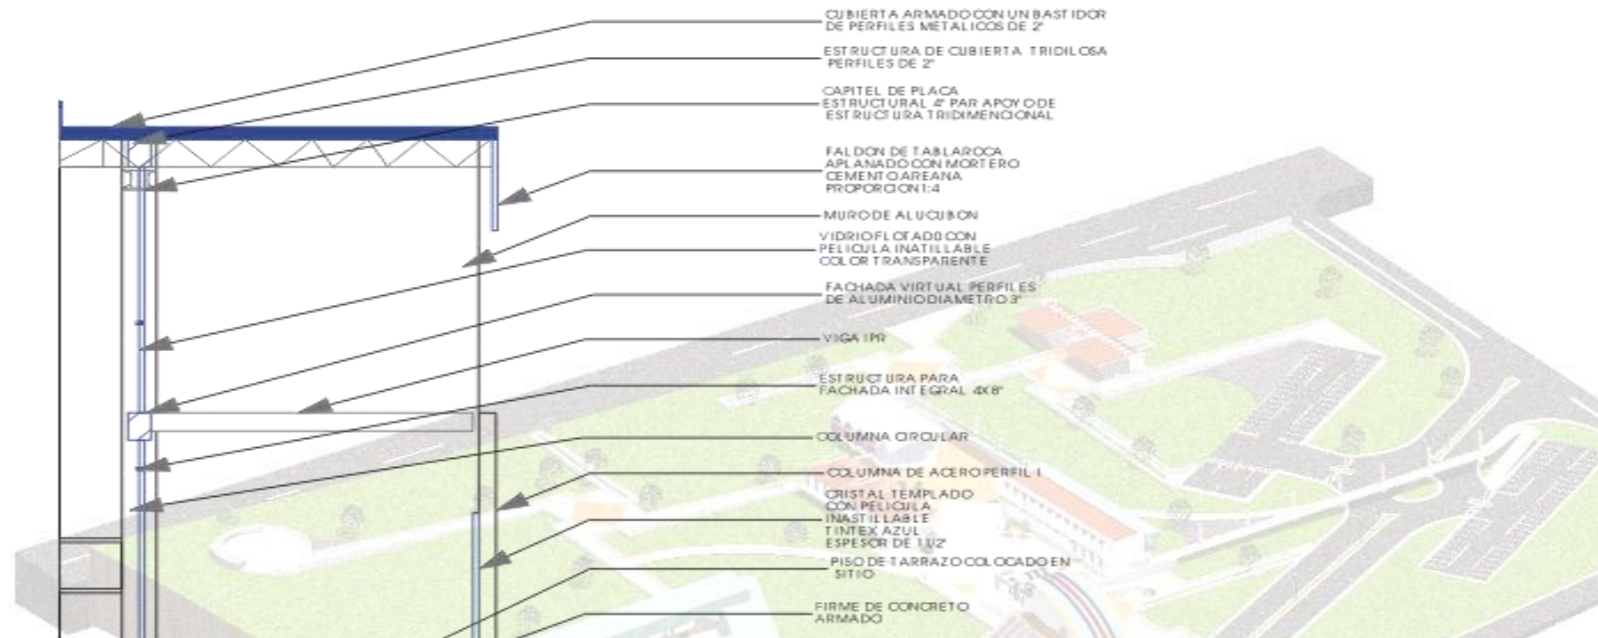 CUBIERTA ARMADO CON UN BASTIDOR
DE PERFILES METALICOS DE 2"
ESTRUCTURA DE CUBIERTA TRIDILOSA
PERFILES DE 2"
CAPITEL DE PLACA
ESTRUCTURAL 4" PAR APOYO DE
ESTRUCTURA TRIDIMENCIONAL
FALDON DE TABLAROCA
APLANADO CON MORTERO
CEMENTO AREANA
PROPORCION 1:4
MURO DE ALUCUBON
VIDRIO FLOTADO CON
PELICULA INATILLABLE
COLOR TRANSPARENTE
FACHADA VIRTUAL PERFILES
DE ALUMINIO DIAMETRO 3"
VIGA IPR
ESTRUCTURA PARA
FACHADA INTEGRAL 4X8"
COLUMNA CIRCULAR
COLUMNA DE ACERO PERFIL I
CRISTAL TEMPLADO
CON PELICULA
INASTILLABLE
TINTEX AZUL
ESPESOR DE 1 1/2"
PISO DE TARRAZO COLOCADO EN
SITIO
FIRME DE CONCRETO
ARMADO